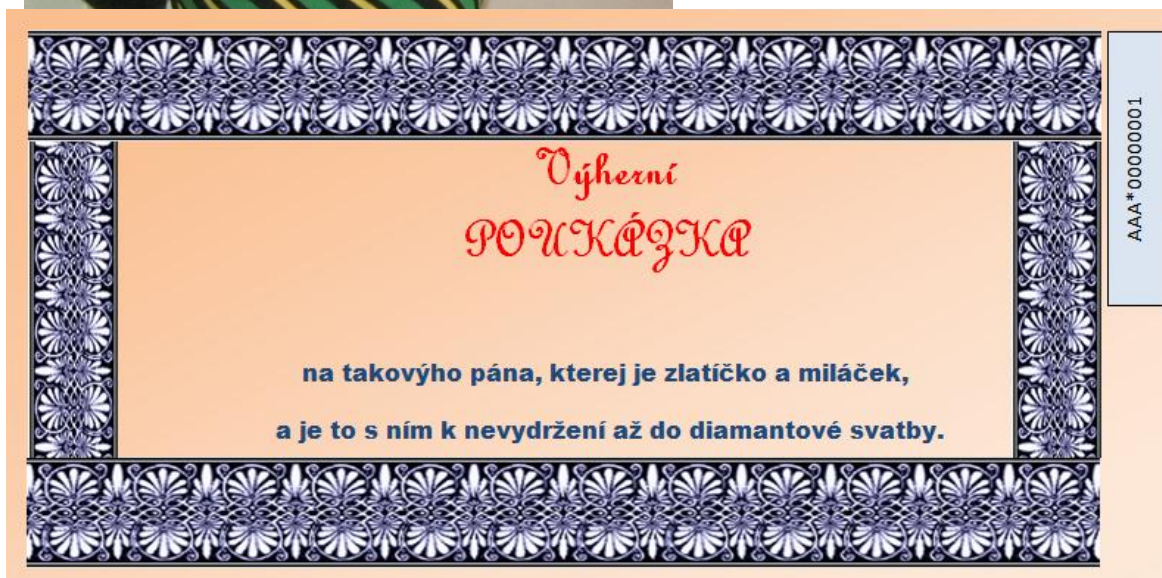 Výherní
POUKÁZKA
na takovýho pána, kterej je zlatíčko a miláček,
a je to s ním k nevydržení až do diamantové svatby.
AAA*00000001